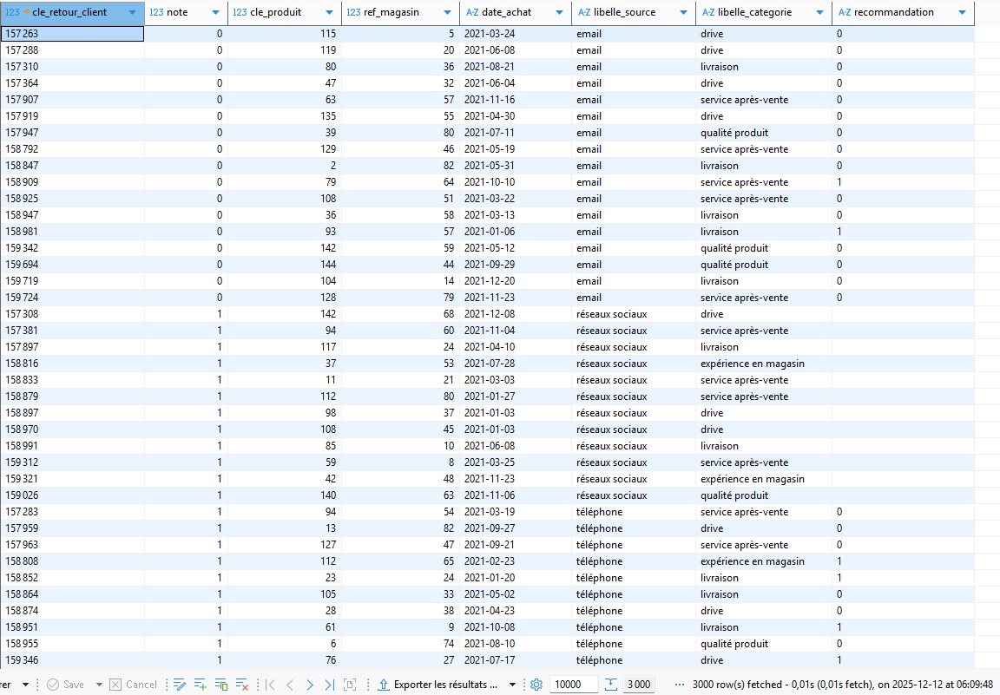 123 cle_retour_client 123 note 123 cle_produit 123 ref_magasin A-Z date_achat A-Z libelle_source A-Z libelle_categorie A-Z recommandation
157 263 0 115 5 2021-03-24 email drive 0
157 288 0 119 20 2021-06-08 email drive 0
157 310 0 80 36 2021-08-21 email livraison 0
157 364 0 47 32 2021-06-04 email drive 0
157 907 0 63 57 2021-11-16 email service après-vente 0
157 919 0 135 55 2021-04-30 email drive 0
157 947 0 39 80 2021-07-11 email qualité produit 0
158 792 0 129 46 2021-05-19 email service après-vente 0
158 847 0 2 82 2021-05-31 email livraison 0
158 909 0 79 64 2021-10-10 email service après-vente 1
158 925 0 108 51 2021-03-22 email service après-vente 0
158 947 0 36 58 2021-03-13 email livraison 0
158 981 0 93 57 2021-01-06 email livraison 1
159 342 0 142 59 2021-05-12 email qualité produit 0
159 694 0 144 44 2021-09-29 email qualité produit 0
159 719 0 104 14 2021-12-20 email livraison 0
159 724 0 128 79 2021-11-23 email service après-vente 0
157 308 1 142 68 2021-12-08 réseaux sociaux drive
157 381 1 94 60 2021-11-04 réseaux sociaux service après-vente
157 897 1 117 24 2021-04-10 réseaux sociaux livraison
158 816 1 37 53 2021-07-28 réseaux sociaux expérience en magasin
158 833 1 11 21 2021-03-03 réseaux sociaux service après-vente
158 879 1 112 80 2021-01-27 réseaux sociaux service après-vente
158 897 1 98 37 2021-01-03 réseaux sociaux drive
158 970 1 108 45 2021-01-03 réseaux sociaux drive
158 991 1 85 10 2021-06-08 réseaux sociaux livraison
159 312 1 59 8 2021-03-25 réseaux sociaux service après-vente
159 321 1 42 48 2021-11-23 réseaux sociaux expérience en magasin
159 026 1 140 63 2021-11-06 réseaux sociaux qualité produit
157 283 1 94 54 2021-03-19 téléphone service après-vente 0
157 959 1 13 82 2021-09-27 téléphone drive 0
157 963 1 127 47 2021-09-21 téléphone service après-vente 0
158 808 1 112 65 2021-02-23 téléphone expérience en magasin 1
158 852 1 23 24 2021-01-20 téléphone livraison 1
158 864 1 105 33 2021-05-02 téléphone livraison 0
158 874 1 28 38 2021-04-23 téléphone drive 0
158 951 1 61 9 2021-10-08 téléphone livraison 1
158 955 1 6 74 2021-08-10 téléphone qualité produit 0
159 346 1 76 27 2021-07-17 téléphone drive 1
rer Save Cancel Exporter les résultats ... 10000 3 000 ... 3000 row(s) fetched - 0,01s (0,01s fetch), on 2025-12-12 at 06:09:48